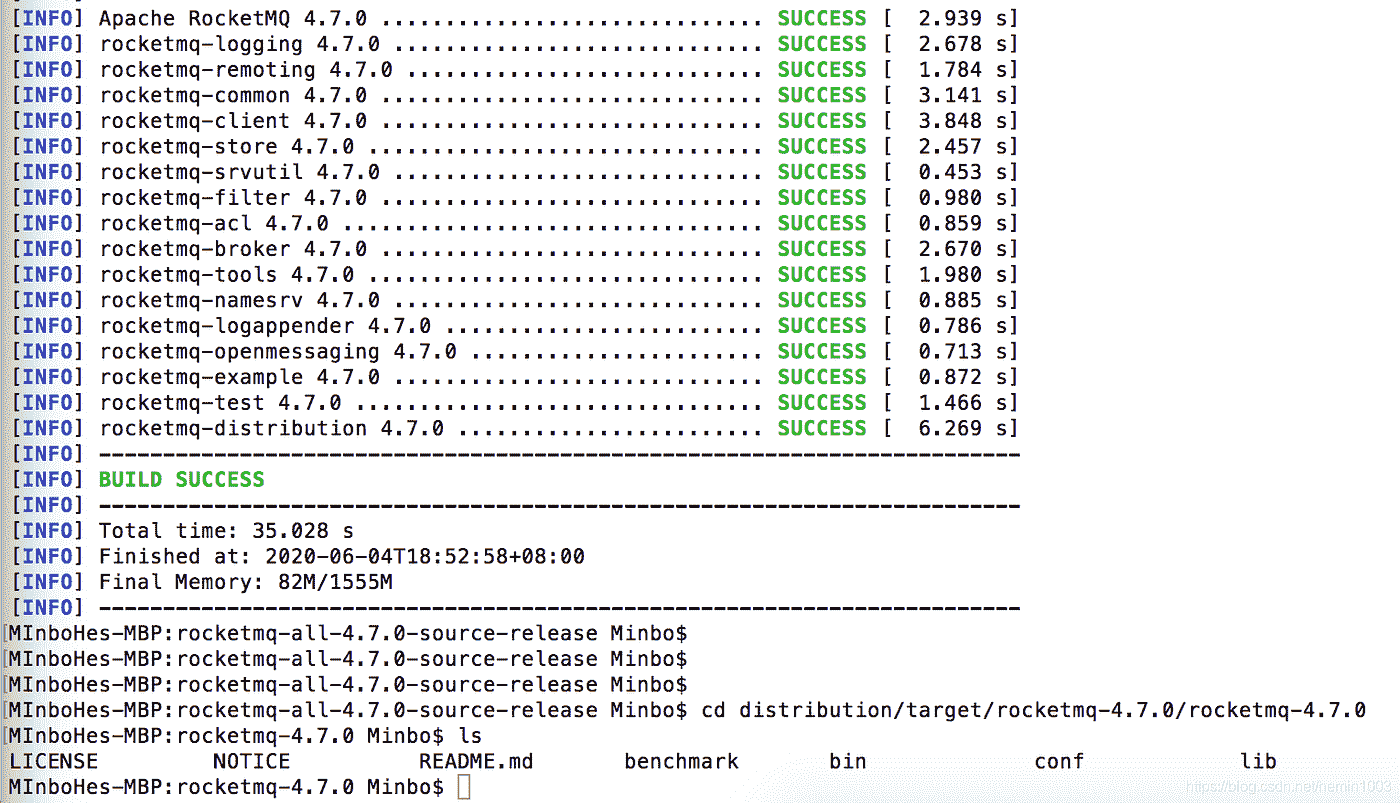 [INFO] Apache RocketMQ 4.7.0 .............................. SUCCESS [  2.939 s]
[INFO] rocketmq-logging 4.7.0 ............................. SUCCESS [  2.678 s]
[INFO] rocketmq-remoting 4.7.0 ............................ SUCCESS [  1.784 s]
[INFO] rocketmq-common 4.7.0 .............................. SUCCESS [  3.141 s]
[INFO] rocketmq-client 4.7.0 .............................. SUCCESS [  3.848 s]
[INFO] rocketmq-store 4.7.0 ............................... SUCCESS [  2.457 s]
[INFO] rocketmq-srvutil 4.7.0 ............................. SUCCESS [  0.453 s]
[INFO] rocketmq-filter 4.7.0 .............................. SUCCESS [  0.980 s]
[INFO] rocketmq-acl 4.7.0 ................................. SUCCESS [  0.859 s]
[INFO] rocketmq-broker 4.7.0 .............................. SUCCESS [  2.670 s]
[INFO] rocketmq-tools 4.7.0 ............................... SUCCESS [  1.980 s]
[INFO] rocketmq-namesrv 4.7.0 ............................. SUCCESS [  0.885 s]
[INFO] rocketmq-logappender 4.7.0 ......................... SUCCESS [  0.786 s]
[INFO] rocketmq-openmessaging 4.7.0 ....................... SUCCESS [  0.713 s]
[INFO] rocketmq-example 4.7.0 ............................. SUCCESS [  0.872 s]
[INFO] rocketmq-test 4.7.0 ................................ SUCCESS [  1.466 s]
[INFO] rocketmq-distribution 4.7.0 ........................ SUCCESS [  6.269 s]
[INFO] ------------------------------------------------------------------------
[INFO] BUILD SUCCESS
[INFO] ------------------------------------------------------------------------
[INFO] Total time: 35.028 s
[INFO] Finished at: 2020-06-04T18:52:58+08:00
[INFO] Final Memory: 82M/1555M
[INFO] ------------------------------------------------------------------------
[MInboHes-MBP:rocketmq-all-4.7.0-source-release Minbo$
[MInboHes-MBP:rocketmq-all-4.7.0-source-release Minbo$
[MInboHes-MBP:rocketmq-all-4.7.0-source-release Minbo$
[MInboHes-MBP:rocketmq-all-4.7.0-source-release Minbo$ cd distribution/target/rocketmq-4.7.0/rocketmq-4.7.0
[MInboHes-MBP:rocketmq-4.7.0 Minbo$ ls
LICENSE NOTICE README.md benchmark bin conf lib
MInboHes-MBP:rocketmq-4.7.0 Minbo$
https://blog.csdn.net/hemin1003